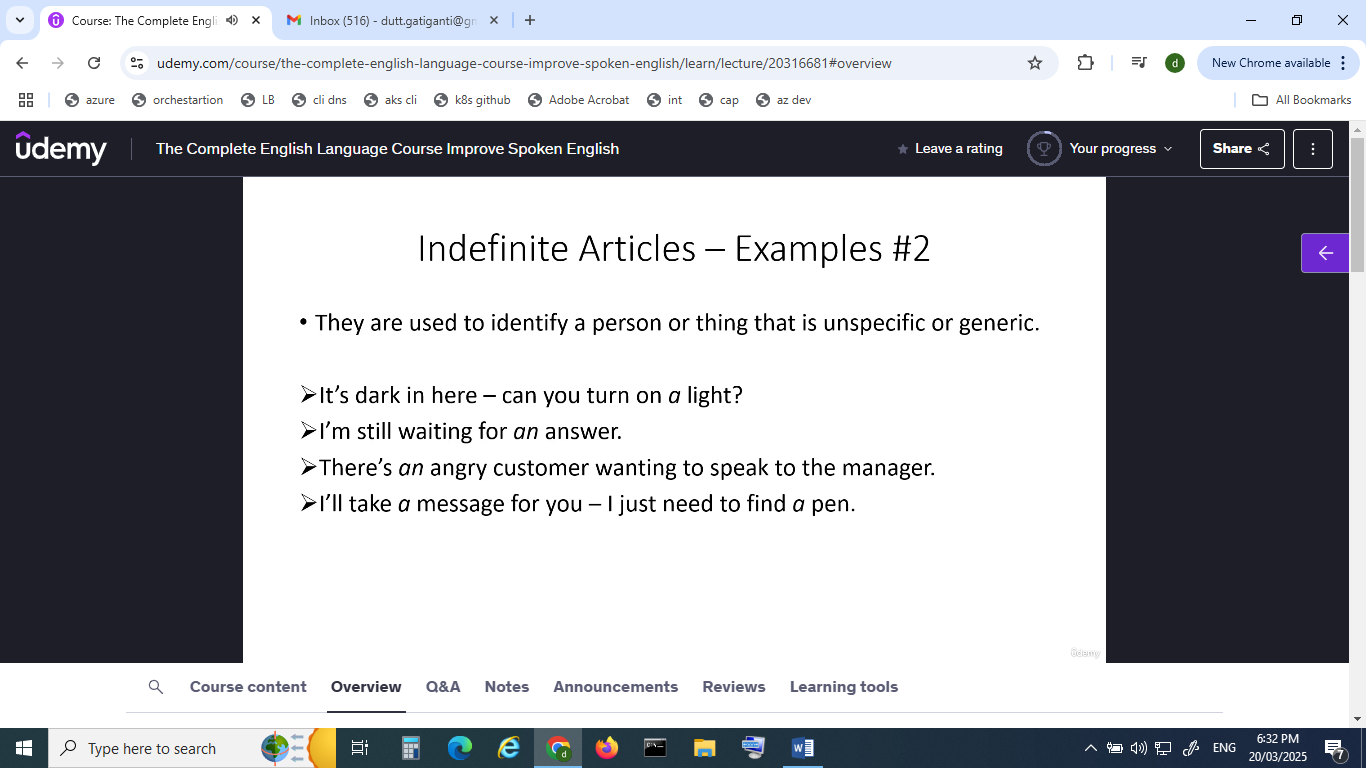 Course: The Complete Engli
Inbox (516) - dutt.gatiganti@gm
udemy.com/course/the-complete-english-language-course-improve-spoken-english/learn/lecture/20316681#overview
d
New Chrome available
azure
orchestartion
LB
cli dns
aks cli
k8s github
Adobe Acrobat
int
cap
az dev
All Bookmarks
udemy
The Complete English Language Course Improve Spoken English
Leave a rating
Your progress
Share
Indefinite Articles – Examples #2
• They are used to identify a person or thing that is unspecific or generic.
➢It's dark in here – can you turn on a light?
➢I'm still waiting for an answer.
➢There's an angry customer wanting to speak to the manager.
➢I'll take a message for you – I just need to find a pen.
udemy
Course content
Overview
Q&A
Notes
Announcements
Reviews
Learning tools
Type here to search
ENG
6:32 PM
20/03/2025
7